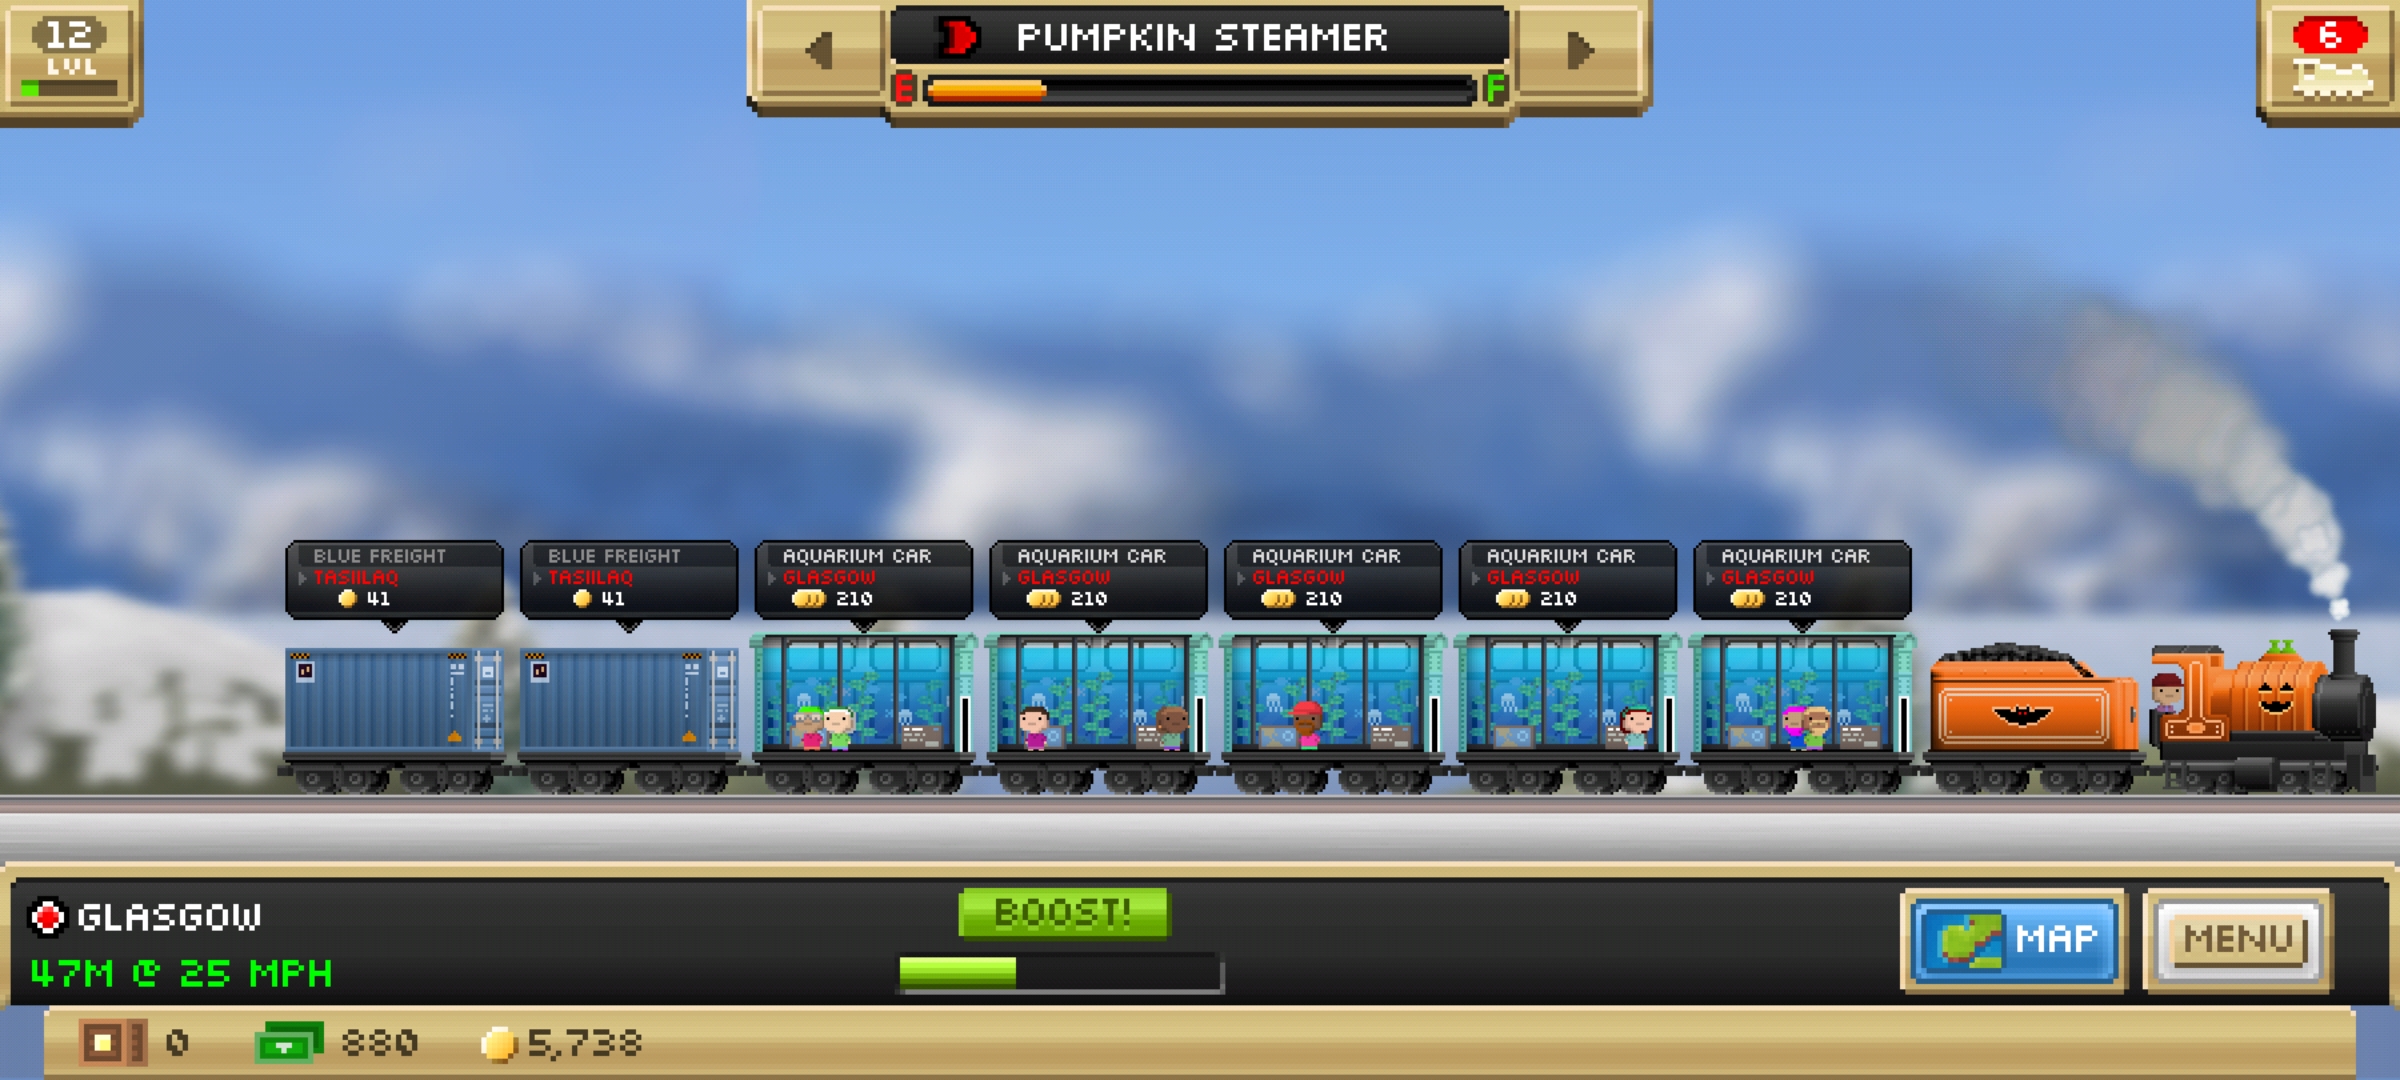 12
LVL
PUMPKIN STEAMER
E F
6
BLUE FREIGHT
TASIILAQ
41
BLUE FREIGHT
TASIILAQ
41
AQUARIUM CAR
GLASGOW
210
AQUARIUM CAR
GLASGOW
210
AQUARIUM CAR
GLASGOW
210
AQUARIUM CAR
GLASGOW
210
AQUARIUM CAR
GLASGOW
210
GLASGOW
47M @ 25 MPH
BOOST!
MAP
MENU
0 880 5,738